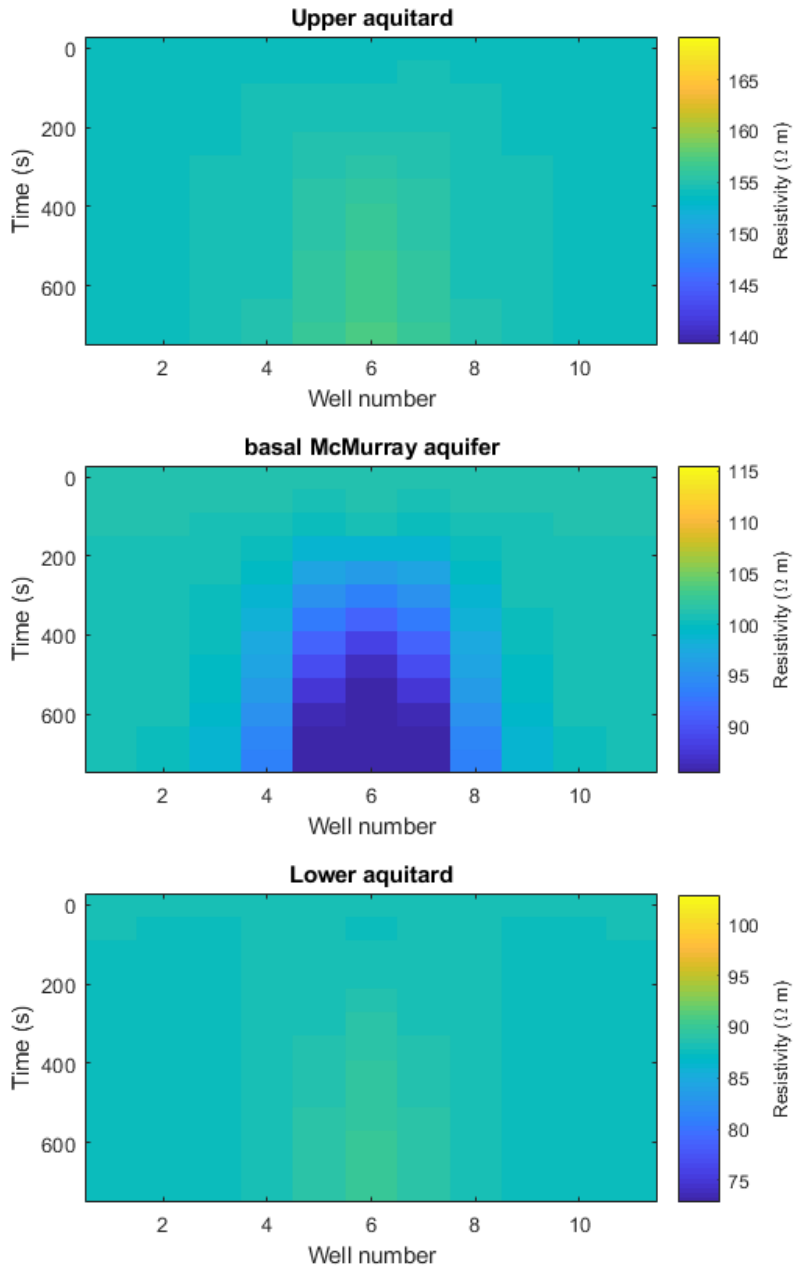 Upper aquitard
0
200
400
600
Time (s)
2 4 6 8 10
Well number
165
160
155
150
145
140
Resistivity (Ω m)
basal McMurray aquifer
0
200
400
600
Time (s)
2 4 6 8 10
Well number
115
110
105
100
95
90
Resistivity (Ω m)
Lower aquitard
0
200
400
600
Time (s)
2 4 6 8 10
Well number
100
95
90
85
80
75
Resistivity (Ω m)